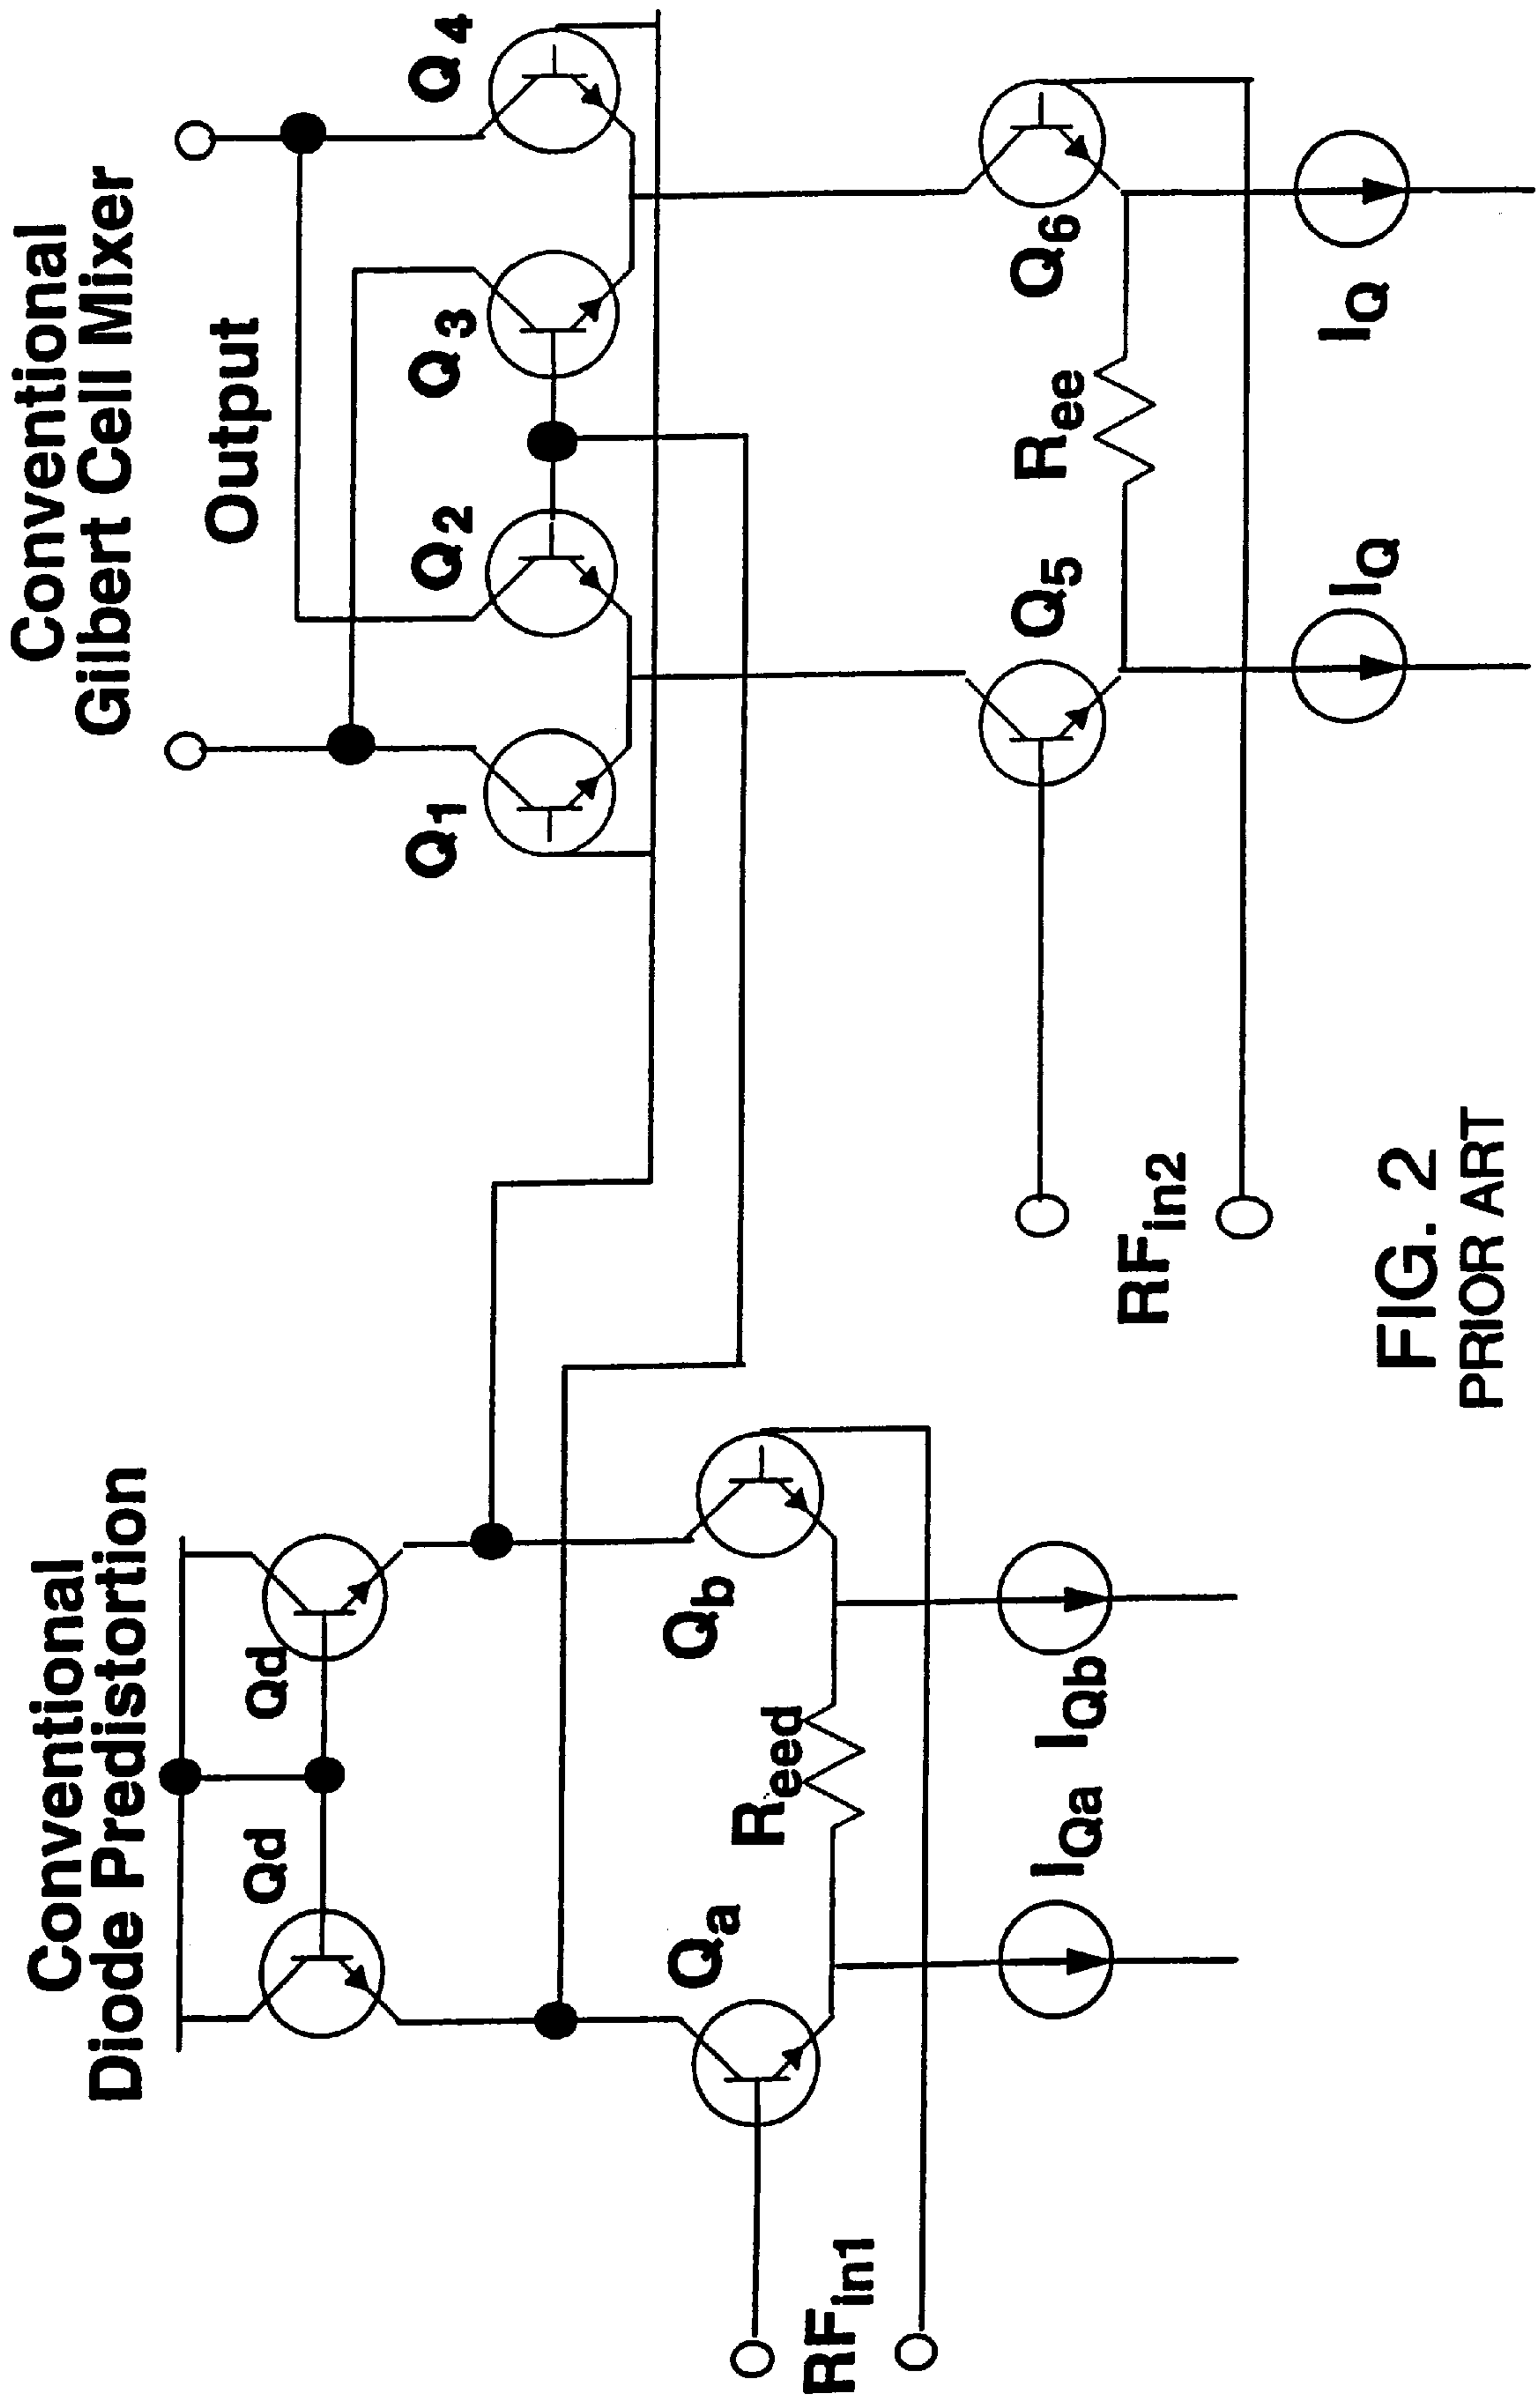 Conventional
Diode Predistortion
Qd
Qd
Qa
Qb
Reed
RFin1
IQa
IQb
Conventional
Gilbert Cell Mixer
Output
Q1
Q2
Q3
Q4
Q5
Q6
Ree
RFin2
IQ
IQ
FIG. 2
PRIOR ART